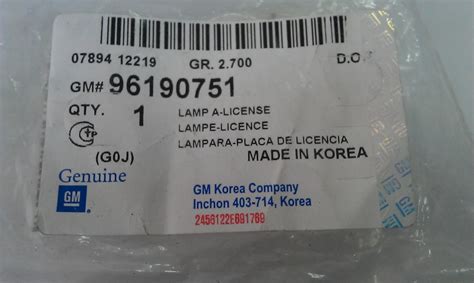 07894 12219 GR. 2.700 D.O.
GM# 96190751
QTY. 1 LAMP A-LICENSE
LAMPE-LICENCE
LAMPARA-PLACA DE LICENCIA
(G0J) MADE IN KOREA
Genuine
GM
GM Korea Company
Inchon 403-714, Korea
2456122E691769